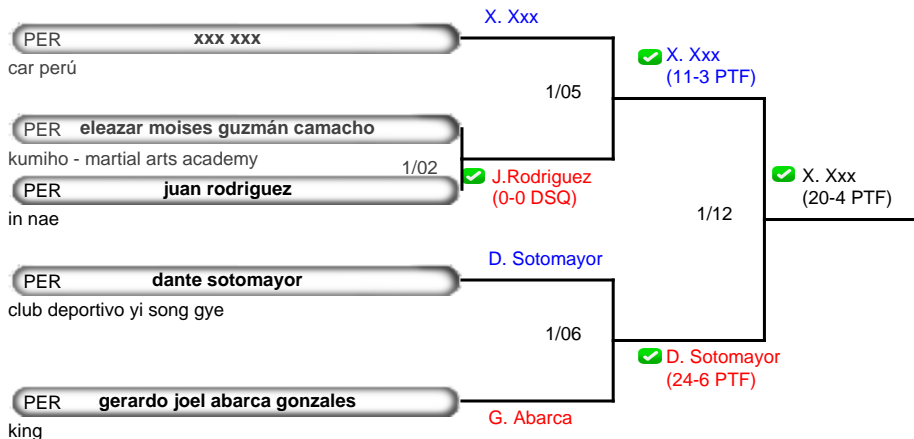 X. Xxx
PER xxx xxx
car perú
X. Xxx
(11-3 PTF)
1/05
PER eleazar moises guzmán camacho
kumiho - martial arts academy
1/02
J.Rodriguez
(0-0 DSQ)
X. Xxx
(20-4 PTF)
PER juan rodriguez
in nae
1/12
D. Sotomayor
PER dante sotomayor
club deportivo yi song gye
1/06
D. Sotomayor
(24-6 PTF)
PER gerardo joel abarca gonzales
G. Abarca
king